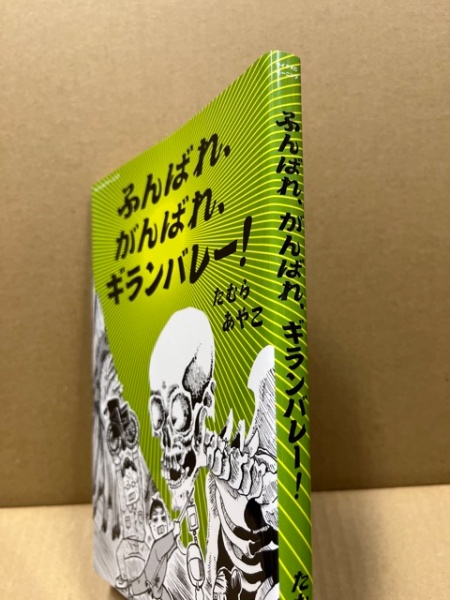 ふんばれ、
がんばれ、
ギランバレー!
たむら
あやこ
ふんばれ、がんばれ、ギランバレー!
た